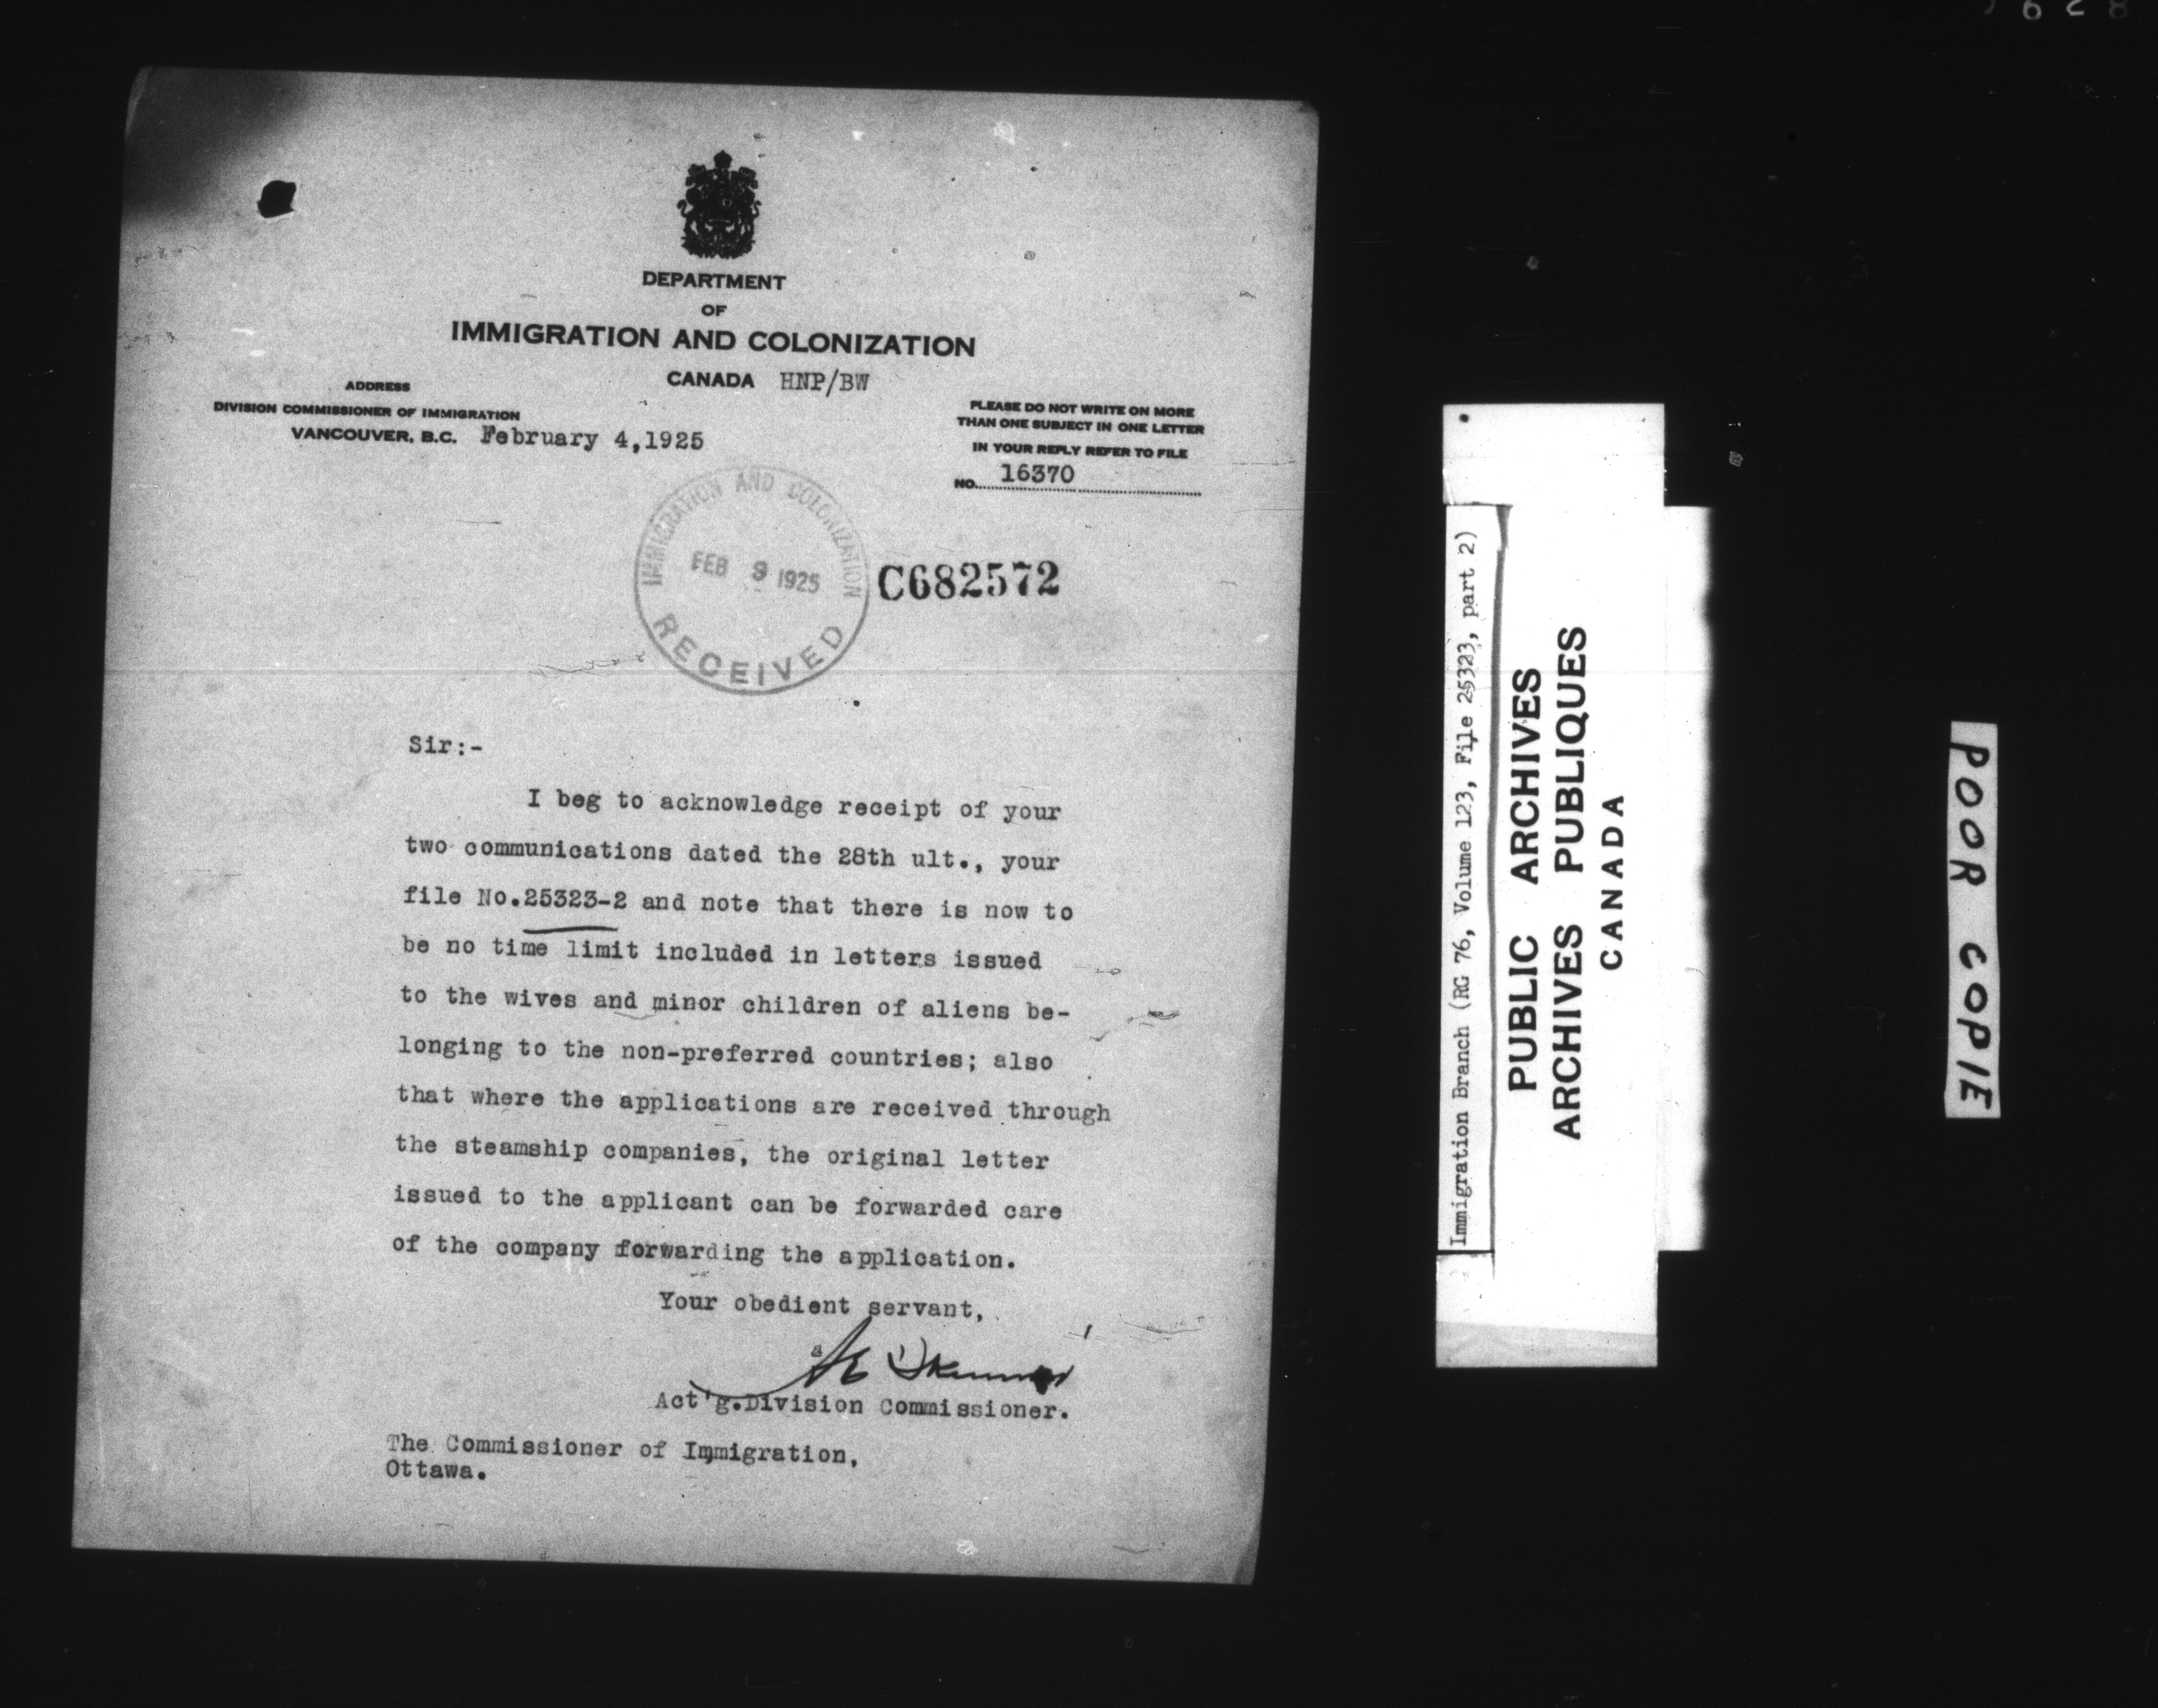 DEPARTMENT
OF
IMMIGRATION AND COLONIZATION
CANADA HNP/BW
ADDRESS
DIVISION COMMISSIONER OF IMMIGRATION
VANCOUVER, B.C. February 4,1925
PLEASE DO NOT WRITE ON MORE
THAN ONE SUBJECT IN ONE LETTER
IN YOUR REPLY REFER TO FILE
NO. 16370
IMMIGRATION AND COLONIZATION
FEB 9 1925
RECEIVED
C682572
Sir:-
I beg to acknowledge receipt of your
two communications dated the 28th ult., your
file No.25323-2 and note that there is now to
be no time limit included in letters issued
to the wives and minor children of aliens be-
longing to the non-preferred countries; also
that where the applications are received through
the steamship companies, the original letter
issued to the applicant can be forwarded care
of the company forwarding the application.
Your obedient servant,
Act'g.Division Commissioner.
The Commissioner of Immigration,
Ottawa.
Immigration Branch (RG 76, Volume 123, File 25323, part 2)
PUBLIC ARCHIVES
ARCHIVES PUBLIQUES
CANADA
POOR COPIE